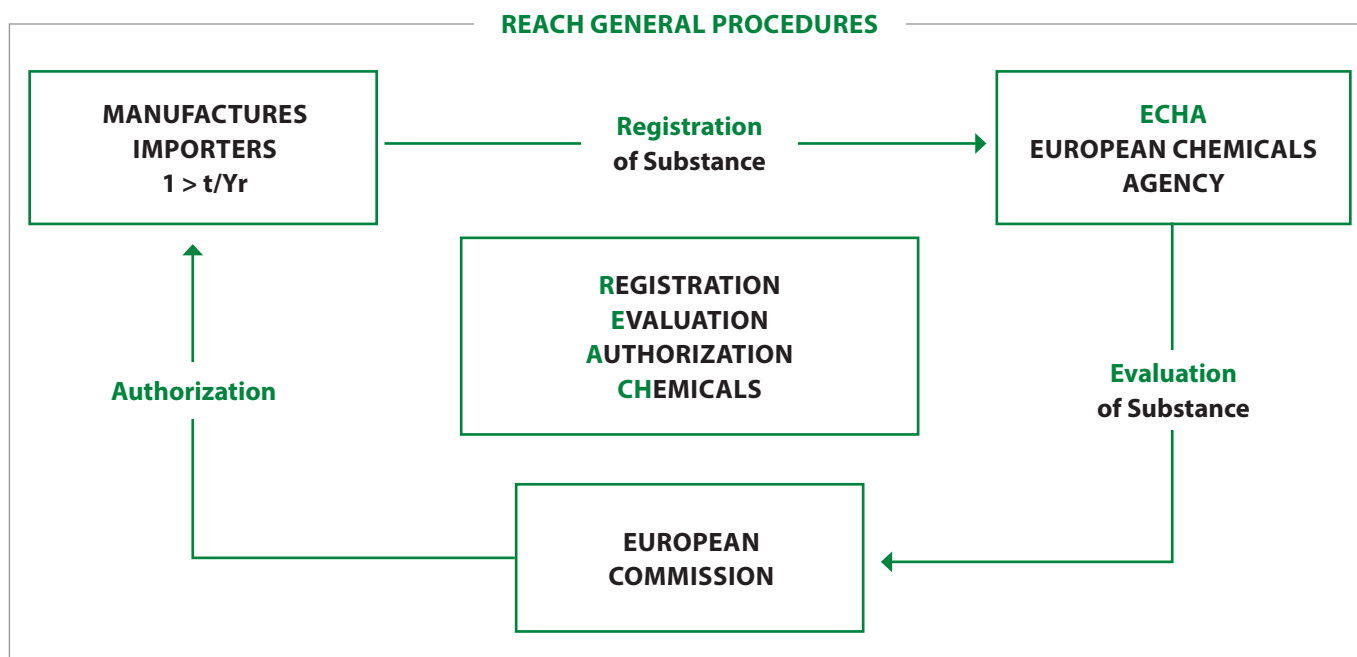 REACH GENERAL PROCEDURES
MANUFACTURES
IMPORTERS
1 > t/Yr
Registration
of Substance
ECHA
EUROPEAN CHEMICALS
AGENCY
REGISTRATION
EVALUATION
AUTHORIZATION
CHEMICALS
Authorization
Evaluation
of Substance
EUROPEAN
COMMISSION